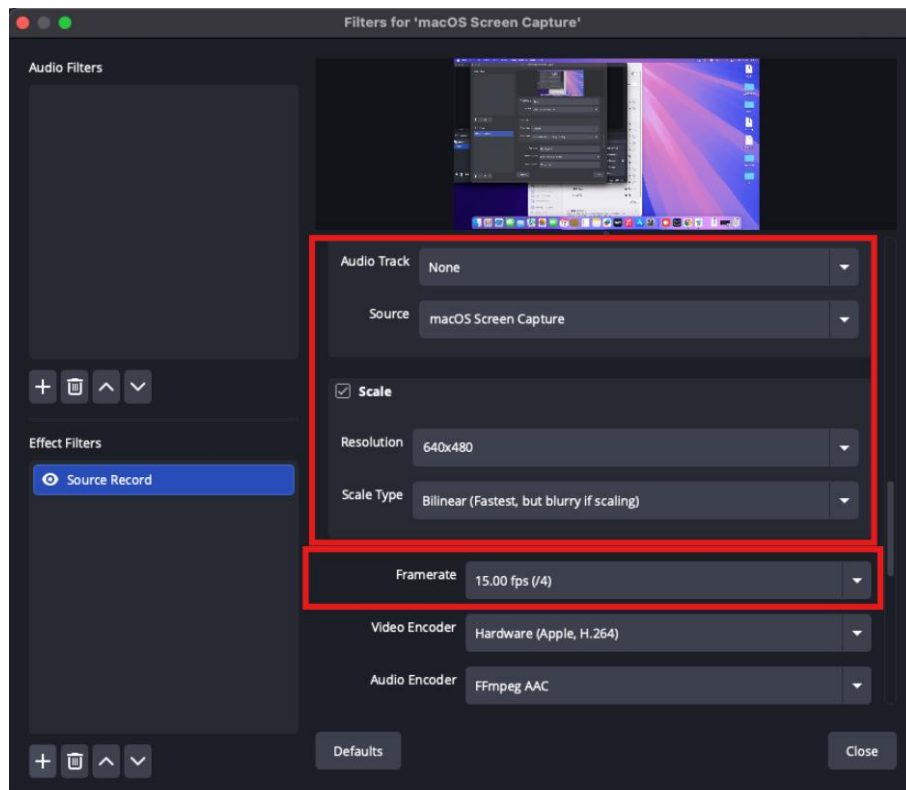 Filters for 'macOS Screen Capture'
Audio Filters
Audio Track
None
Source
macOS Screen Capture
Scale
Resolution
640x480
Scale Type
Bilinear (Fastest, but blurry if scaling)
Effect Filters
Source Record
Framerate
15.00 fps (/4)
Video Encoder
Hardware (Apple, H.264)
Audio Encoder
FFmpeg AAC
Defaults
Close